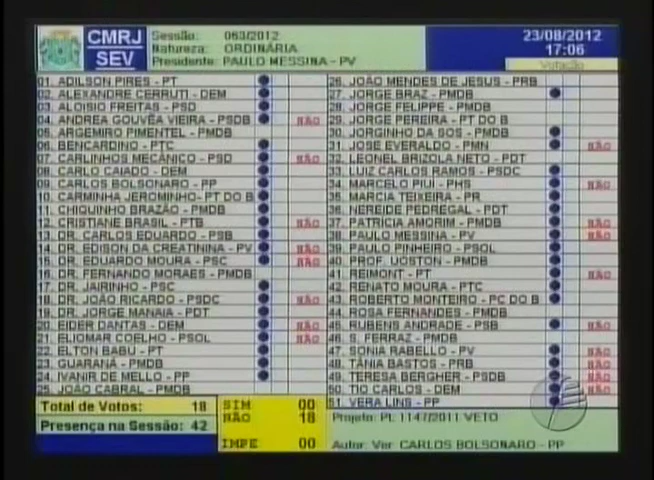 CMRJ
SEV
Sessão: 063/2012
Natureza: ORDINÁRIA
Presidente: PAULO MESSINA - PV
23/08/2012
17:06
Votação
01. ADILSON PIRES - PT
02. ALEXANDRE CERRUTI - DEM
03. ALOISIO FREITAS - PSD
04. ANDREA GOUVÊA VIEIRA - PSDB NÃO
05. ARGEMIRO PIMENTEL - PMDB
06. BENCARDINO - PTC
07. CARLINHOS MECÂNICO - PSD NÃO
08. CARLO CAIADO - DEM
09. CARLOS BOLSONARO - PP
10. CARMINHA JEROMINHO - PT DO B
11. CHIQUINHO BRAZÃO - PMDB
12. CRISTIANE BRASIL - PTB NÃO
13. DR. CARLOS EDUARDO - PSB
14. DR. EDISON DA CREATININA - PV NÃO
15. DR. EDUARDO MOURA - PSC NÃO
16. DR. FERNANDO MORAES - PMDB
17. DR. JAIRINHO - PSC
18. DR. JOÃO RICARDO - PSDC NÃO
19. DR. JORGE MANAIA - PDT
20. EIDER DANTAS - DEM NÃO
21. ELIOMAR COELHO - PSOL NÃO
22. ELTON BABÚ - PT
23. GUARANÁ - PMDB
24. IVANIR DE MELLO - PP
25. JOÃO CABRAL - PMDB
26. JOÃO MENDES DE JESUS - PRB
27. JORGE BRAZ - PMDB
28. JORGE FELIPPE - PMDB
29. JORGE PEREIRA - PT DO B
30. JORGINHO DA SOS - PMDB
31. JOSÉ EVERALDO - PMN NÃO
32. LEONEL BRIZOLA NETO - PDT
33. LUIZ CARLOS RAMOS - PSDC
34. MARCELO PIUÍ - PHS NÃO
35. MARCIA TEIXEIRA - PR
36. NEREIDE PEDREGAL - PDT
37. PATRÍCIA AMORIM - PMDB NÃO
38. PAULO MESSINA - PV NÃO
39. PAULO PINHEIRO - PSOL
40. PROF. UOSTON - PMDB
41. REIMONT - PT NÃO
42. RENATO MOURA - PTC
43. ROBERTO MONTEIRO - PC DO B
44. ROSA FERNANDES - PMDB
45. RUBENS ANDRADE - PSB NÃO
46. S. FERRAZ - PMDB
47. SONIA RABELLO - PV NÃO
48. TÂNIA BASTOS - PRB NÃO
49. TERESA BERGHER - PSDB NÃO
50. TIO CARLOS - DEM NÃO
51. VERA LINS - PP
Total de Votos: 18
Presença na Sessão: 42
SIM 00
NÃO 18
IMPE 00
Projeto: PL 1147/2011 VETO
Autor: Ver. CARLOS BOLSONARO - PP